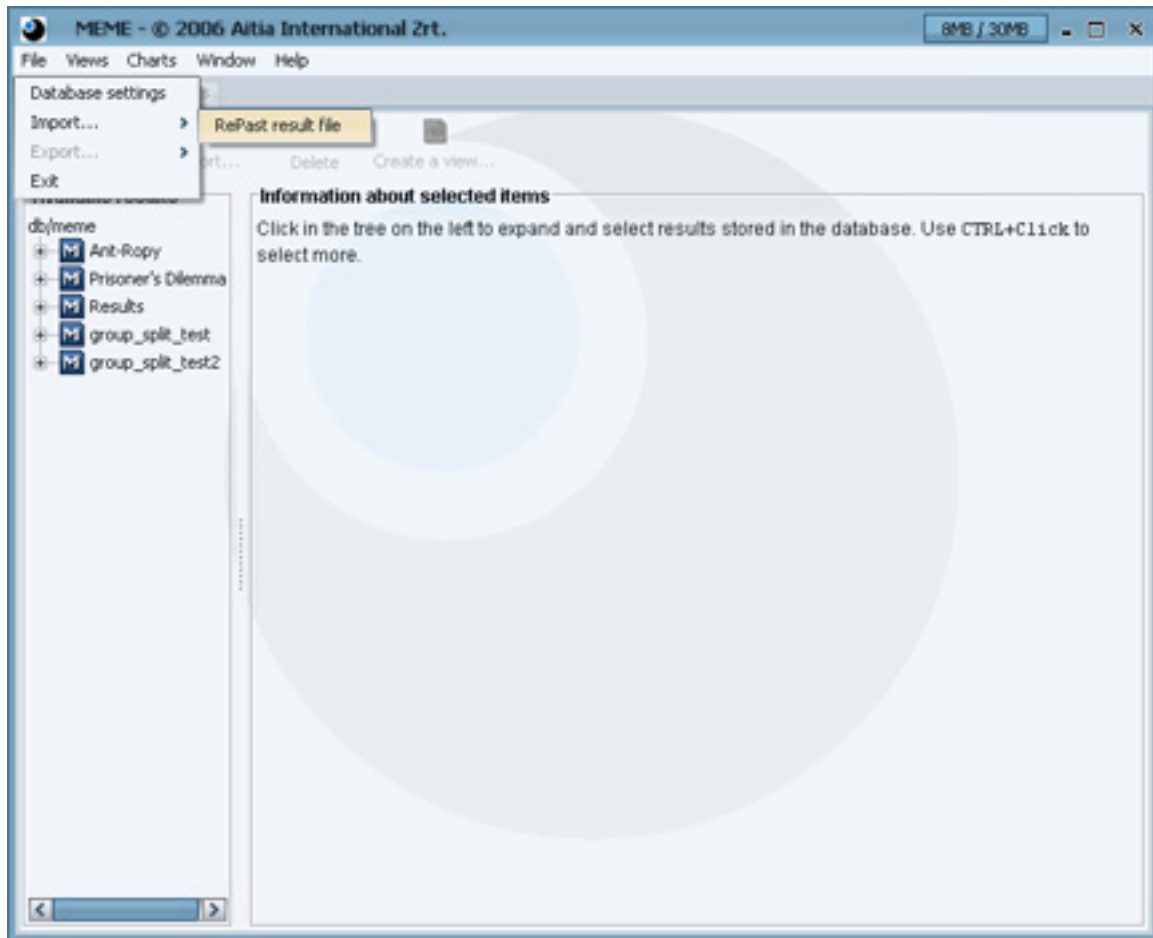 MEME - © 2006 Aitia International Zrt.
8MB / 30MB
File Views Charts Window Help
Database settings
Import...
RePast result file
Export...
Delete
Create a view...
Exit
Information about selected items
db/meme
Click in the tree on the left to expand and select results stored in the database. Use CTRL+Click to
select more.
Ant-Ropy
Prisoner's Dilemma
Results
group_split_test
group_split_test2